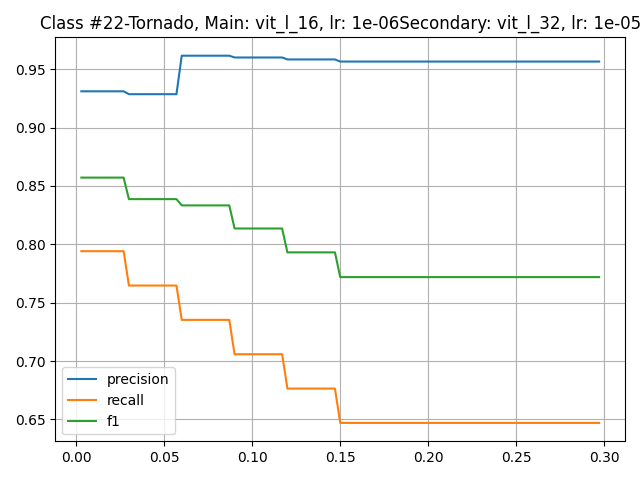 Class #22-Tornado, Main: vit_l_16, lr: 1e-06Secondary: vit_l_32, lr: 1e-05
0.95
0.90
0.85
0.80
0.75
0.70
0.65
precision
recall
f1
0.00 0.05 0.10 0.15 0.20 0.25 0.30